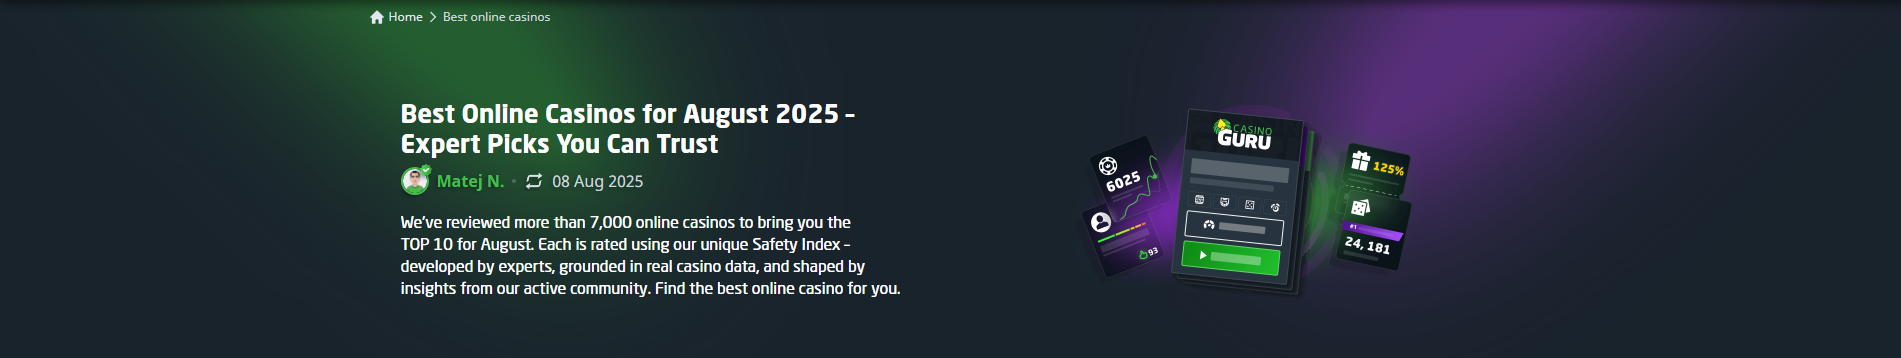 Home > Best online casinos
Best Online Casinos for August 2025 –
Expert Picks You Can Trust
Matej N. • 08 Aug 2025
We've reviewed more than 7,000 online casinos to bring you the
TOP 10 for August. Each is rated using our unique Safety Index –
developed by experts, grounded in real casino data, and shaped by
insights from our active community. Find the best online casino for you.
CASINO
GURU
6025
93
125%
#1
24, 181